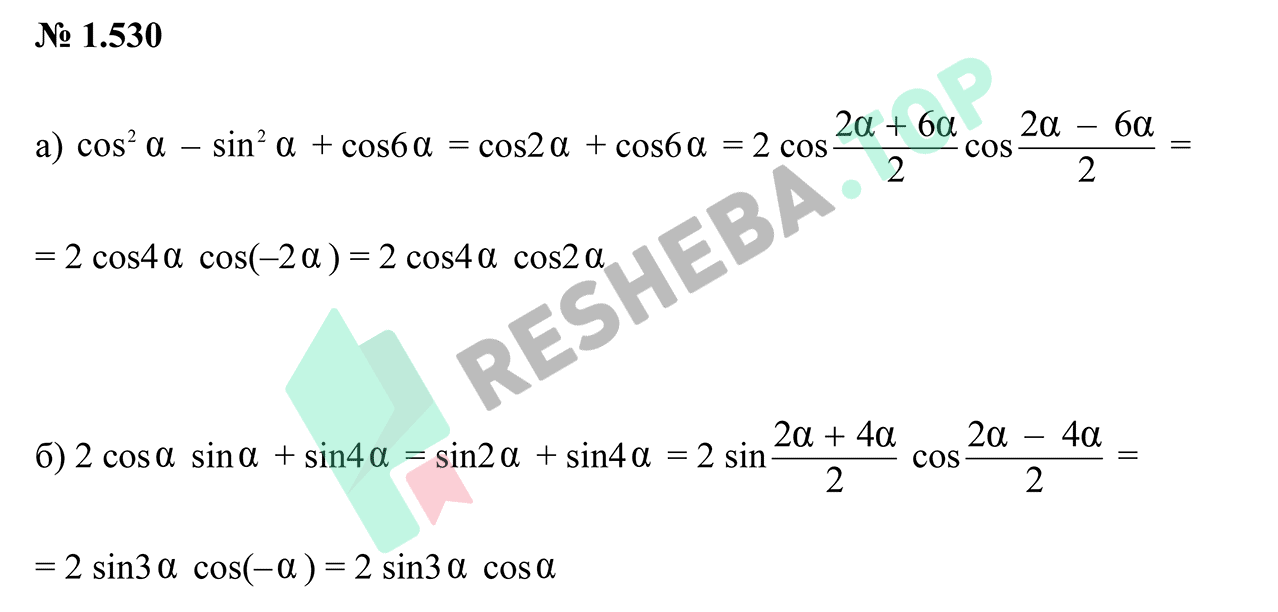 № 1.530
а) cos² α – sin² α + cos6α = cos2α + cos6α = 2 cos (2α + 6α)/2 cos (2α – 6α)/2 =
= 2 cos4α cos(–2α) = 2 cos4α cos2α
RESHEBA.TOP
б) 2 cosα sinα + sin4α = sin2α + sin4α = 2 sin (2α + 4α)/2 cos (2α – 4α)/2 =
= 2 sin3α cos(–α) = 2 sin3α cosα